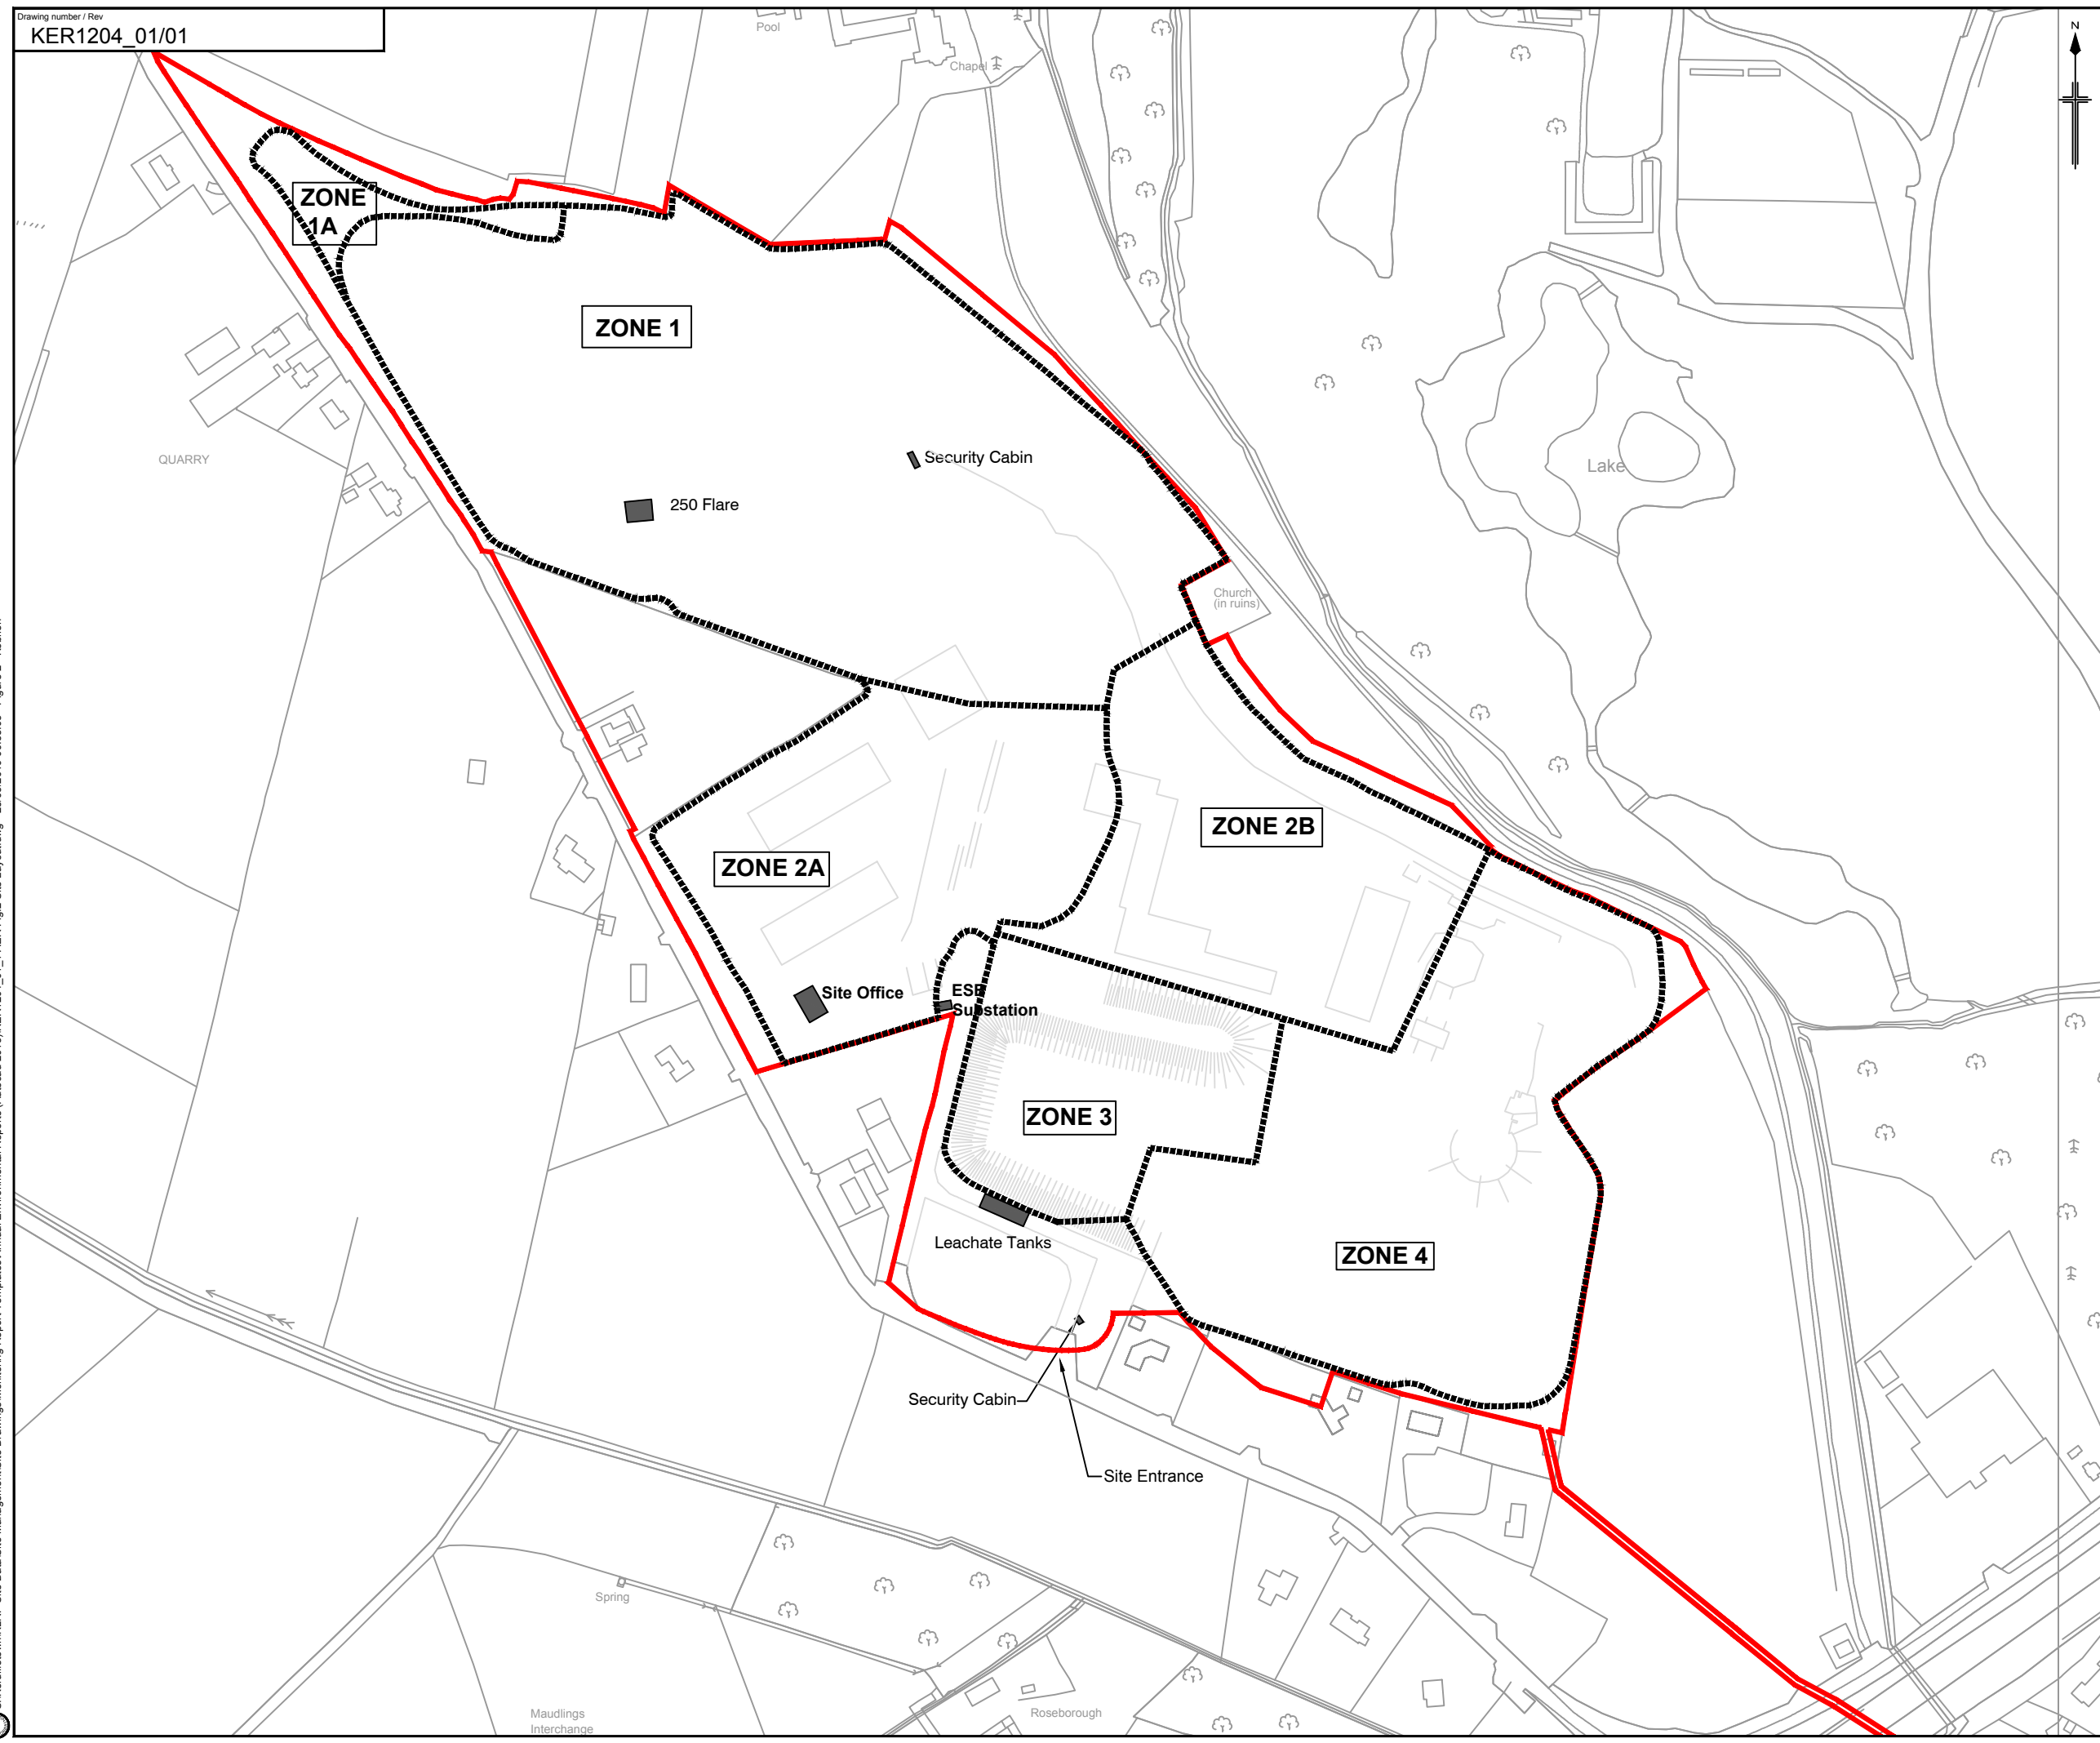 Drawing number / Rev
KER1204_01/01
N
Pool
Chapel
ZONE
1A
ZONE 1
QUARRY
Security Cabin
250 Flare
Lake
Church
(in ruins)
ZONE 2B
ZONE 2A
Site Office
ESB
Substation
ZONE 3
Leachate Tanks
ZONE 4
Security Cabin
Site Entrance
Spring
Maudlings
Interchange
Roseborough